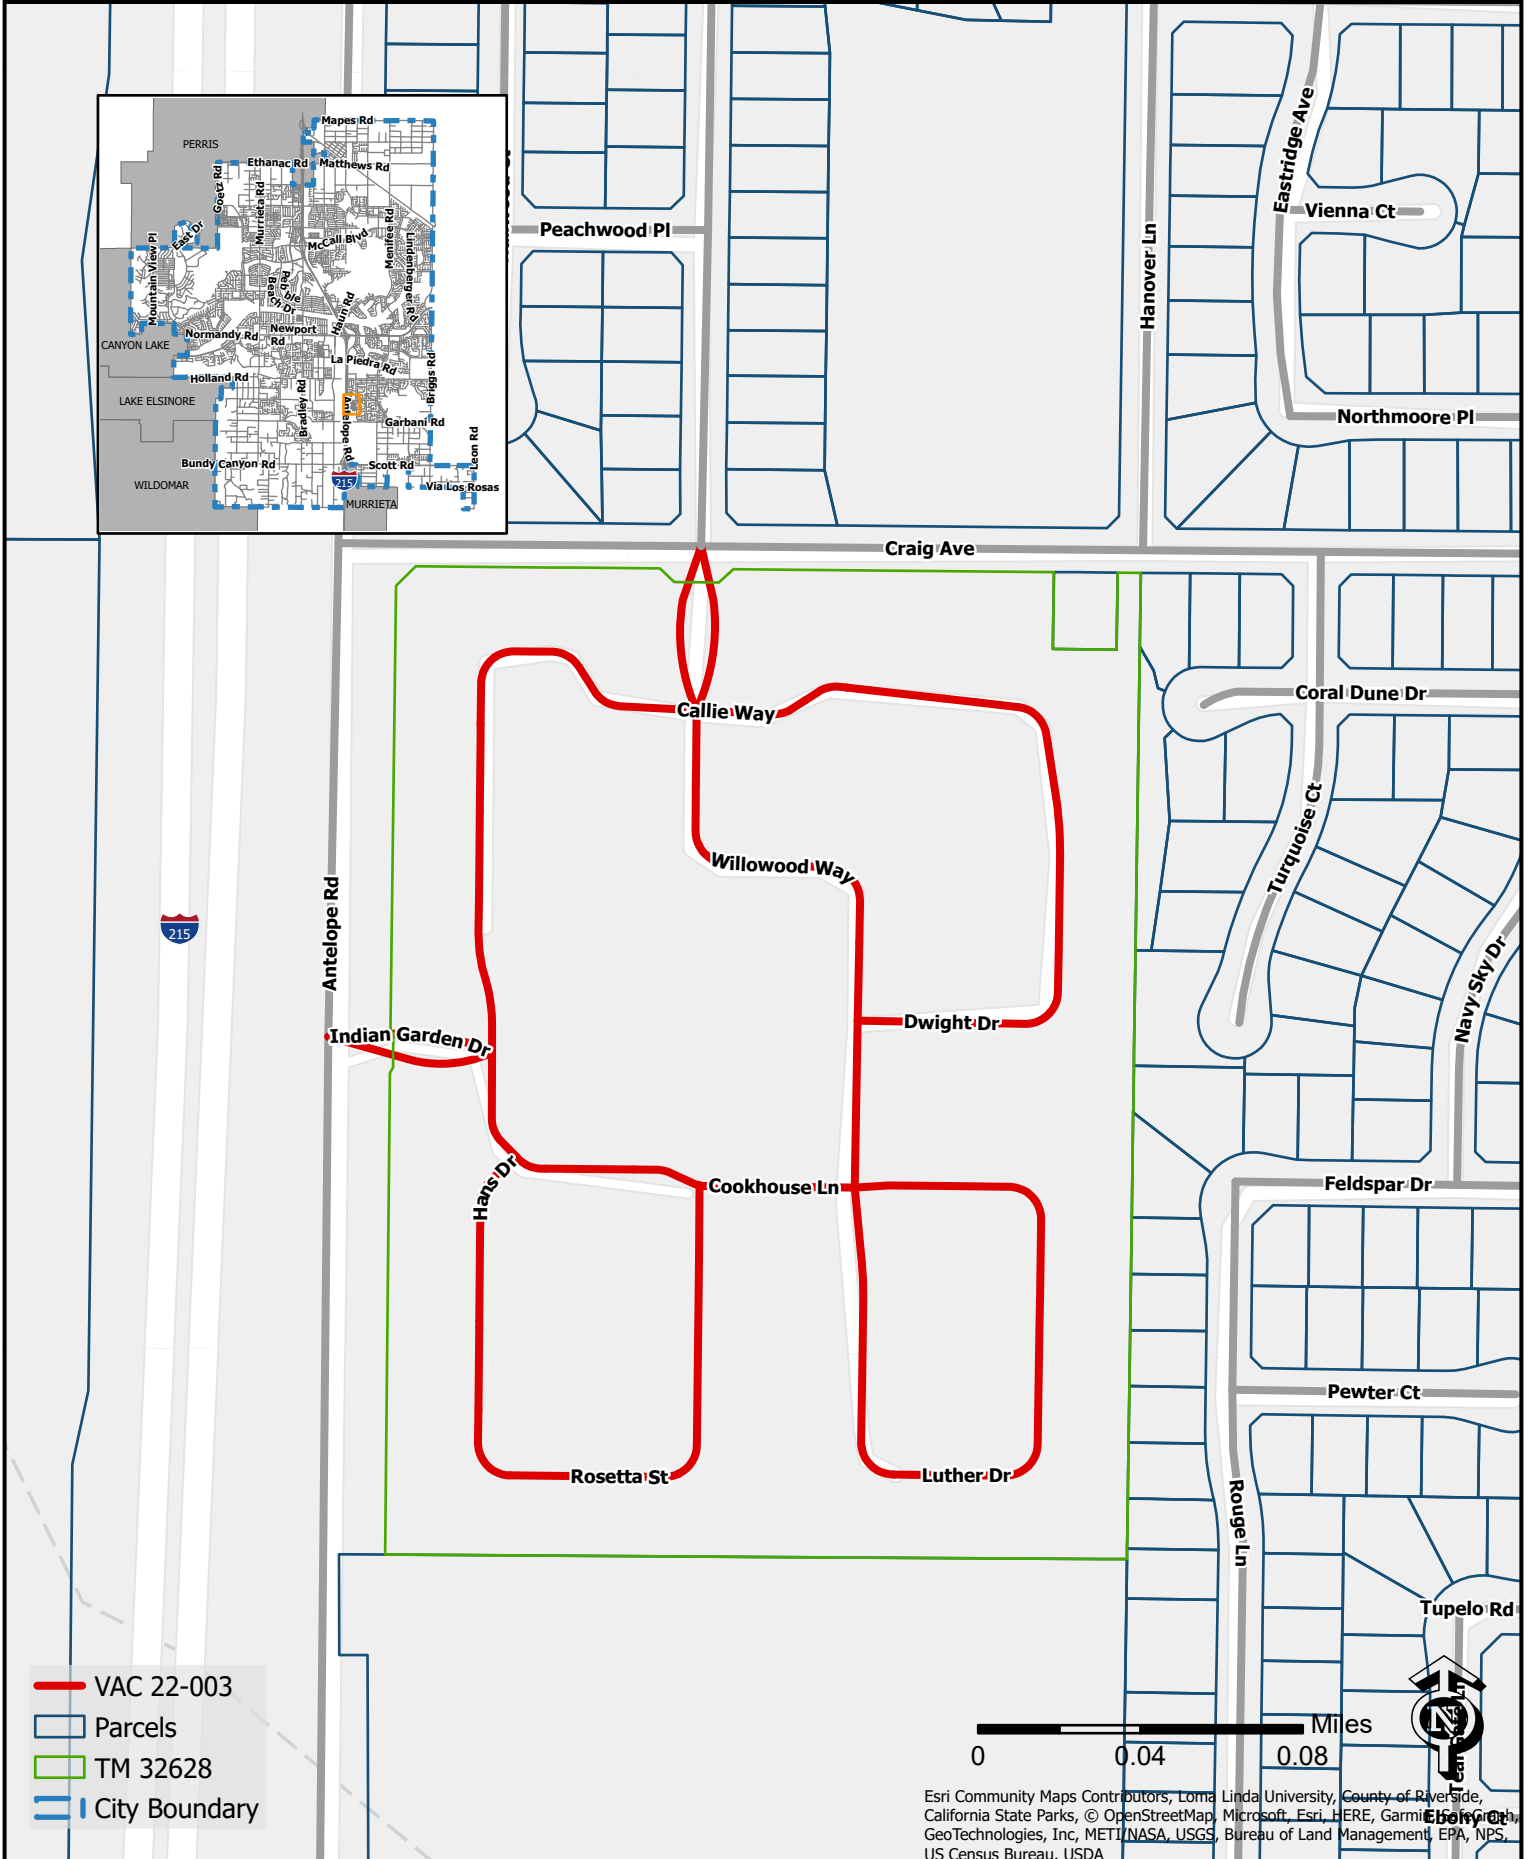 Mapes Rd
PERRIS
Ethanac Rd
Matthews Rd
Goetz Rd
Murrieta Rd
East Dr
McCall Blvd
Menifee Rd
Lindenberger Rd
Mountain View Pl
Pebble
Beach Dr
Haun Rd
Normandy Rd
Newport
Rd
CANYON LAKE
La Piedra Rd
Holland Rd
Briggs Rd
LAKE ELSINORE
Bradley Rd
Antelope Rd
Garbani Rd
Leon Rd
Bundy Canyon Rd
Scott Rd
WILDOMAR
215
Via Los Rosas
MURRIETA
Eastridge Ave
Vienna Ct
Peachwood Pl
Hanover Ln
Northmoore Pl
Craig Ave
Coral Dune Dr
Callie Way
Turquoise Ct
Willowood Way
Antelope Rd
215
Navy Sky Dr
Dwight Dr
Indian Garden Dr
Hans Dr
Cookhouse Ln
Feldspar Dr
Pewter Ct
Rosetta St
Luther Dr
Rouge Ln
Tupelo Rd
VAC 22-003
Parcels
TM 32628
City Boundary
N
Miles
0
0.04
0.08
Ebony Ct
Esri Community Maps Contributors, Loma Linda University, County of Riverside,
California State Parks, © OpenStreetMap, Microsoft, Esri, HERE, Garmin, SafeGraph,
GeoTechnologies, Inc, METI/NASA, USGS, Bureau of Land Management, EPA, NPS,
US Census Bureau, USDA